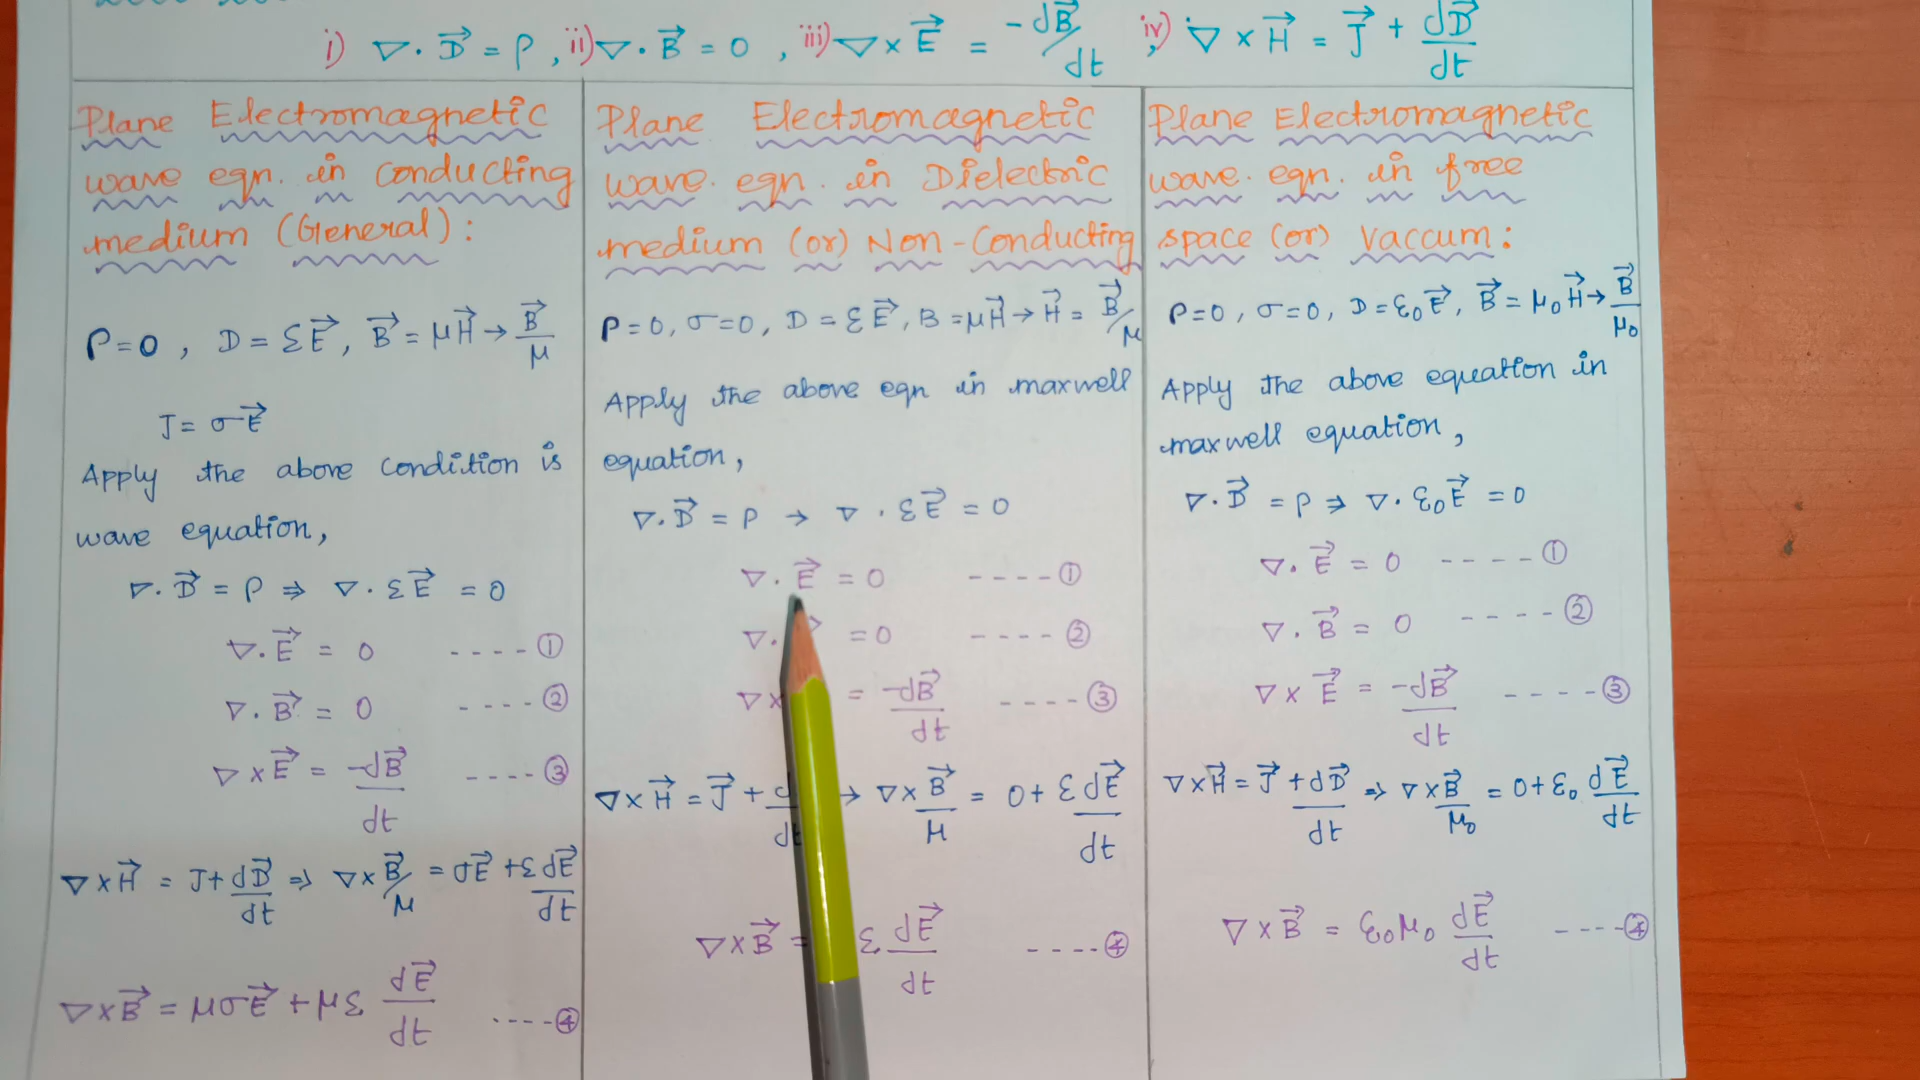 i) ∇·D⃗ = ρ , ii) ∇·B⃗ = 0 , iii) ∇×E⃗ = -dB⃗/dt iv) ∇×H⃗ = J⃗ + dD⃗/dt
Plane Electromagnetic
wave eqn. in conducting
medium (General):
ρ=0 , D = εE⃗, B⃗ = μH⃗ → B⃗/μ
J = σE⃗
Apply the above condition is
wave equation,
∇·D⃗ = ρ ⇒ ∇·εE⃗ = 0
∇·E⃗ = 0 ----①
∇·B⃗ = 0 ----②
∇×E⃗ = -dB⃗/dt ----③
∇×H⃗ = J+dD⃗/dt ⇒ ∇×B⃗/μ = σE⃗ +ε dE⃗/dt
∇×B⃗ = μσE⃗ + με dE⃗/dt ----④
Plane Electromagnetic
wave. eqn. in Dielectric
medium (or) Non-Conducting
ρ=0, σ=0, D = εE⃗, B=μH⃗ → H⃗ = B⃗/μ
Apply the above eqn in maxwell
equation,
∇·D⃗ = ρ → ∇·εE⃗ = 0
∇·E⃗ = 0 ----①
∇· = 0 ----②
∇× = -dB⃗/dt ----③
∇×H⃗ = J⃗ + d/dt → ∇×B⃗/μ = 0+ ε dE⃗/dt
∇×B⃗ = ε dE⃗/dt ----④
Plane Electromagnetic
wave. eqn. in free
space (or) Vaccum:
ρ=0, σ=0, D=ε₀E⃗, B⃗ = μ₀H⃗ → B⃗/μ₀
Apply the above equation in
maxwell equation,
∇·D⃗ = ρ ⇒ ∇·ε₀E⃗ = 0
∇·E⃗ = 0 ----①
∇·B⃗ = 0 ----②
∇×E⃗ = -dB⃗/dt ----③
∇×H⃗ = J⃗ +dD⃗/dt ⇒ ∇×B⃗/μ₀ = 0+ε₀ dE⃗/dt
∇×B⃗ = ε₀μ₀ dE⃗/dt ----④